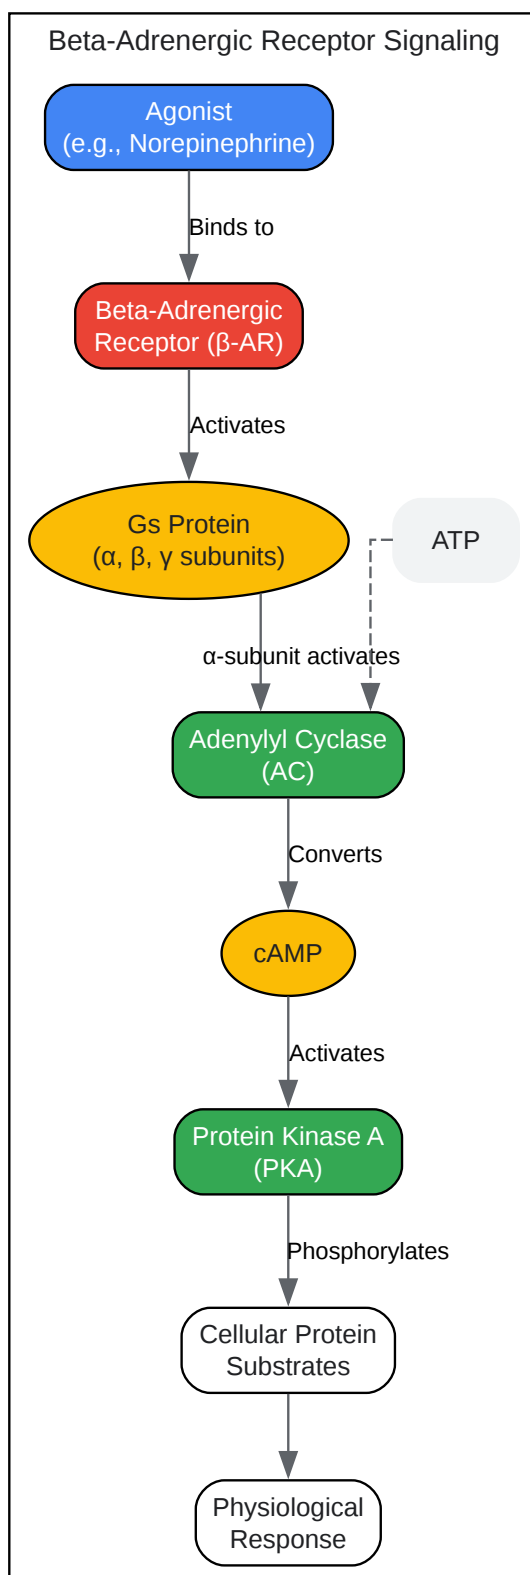 Beta-Adrenergic Receptor Signaling
Agonist
(e.g., Norepinephrine)
Binds to
Beta-Adrenergic
Receptor (β-AR)
Activates
Gs Protein
(α, β, γ subunits)
ATP
α-subunit activates
Adenylyl Cyclase
(AC)
Converts
cAMP
Activates
Protein Kinase A
(PKA)
Phosphorylates
Cellular Protein
Substrates
Physiological
Response